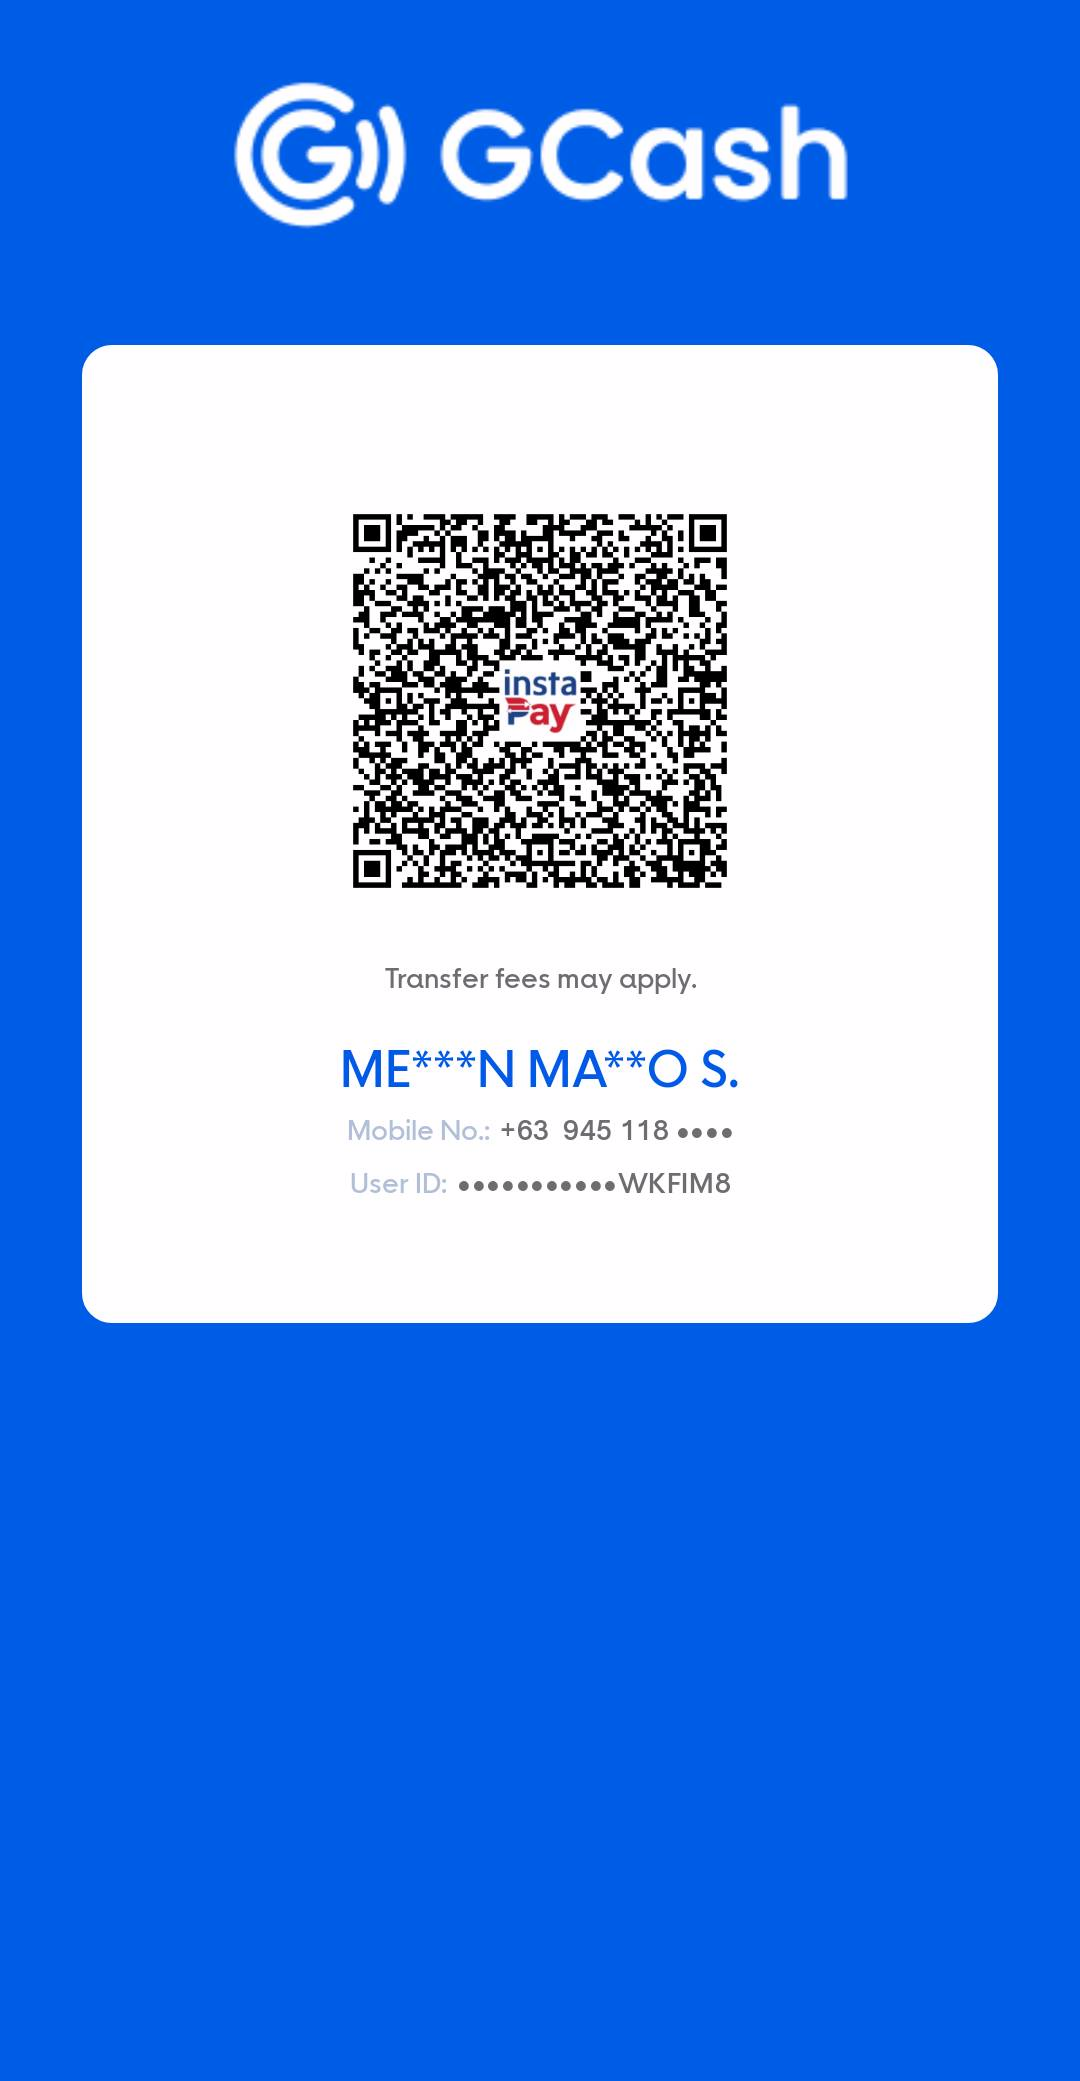 GCash
insta
Pay
Transfer fees may apply.
ME***N MA**O S.
Mobile No.: +63 945 118 ••••
User ID: •••••••••••WKFIM8